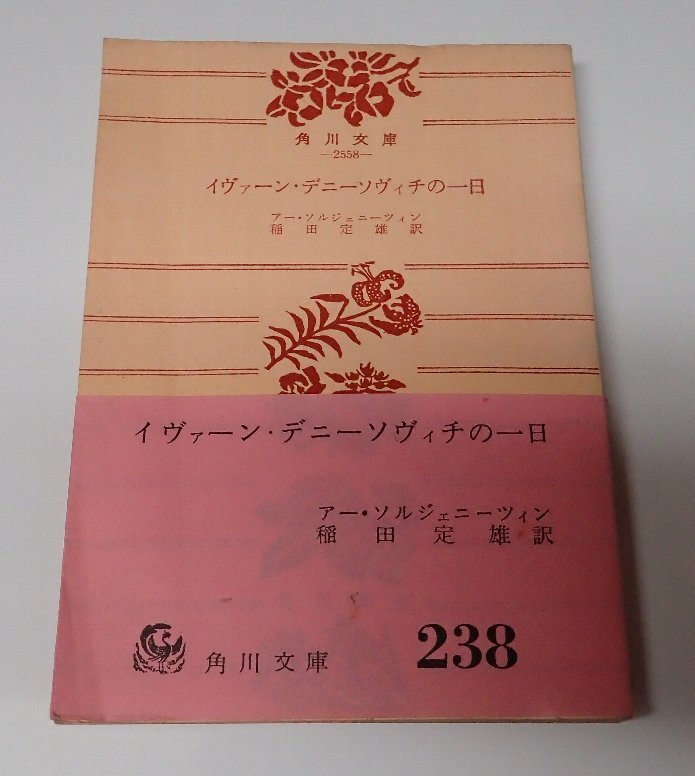 角川文庫
—2558—
イヴァーン・デニーソヴィチの一日
アー・ソルジェニーツィン
稲田定雄訳
イヴァーン・デニーソヴィチの一日
アー・ソルジェニーツィン
稲田定雄訳
角川文庫
238